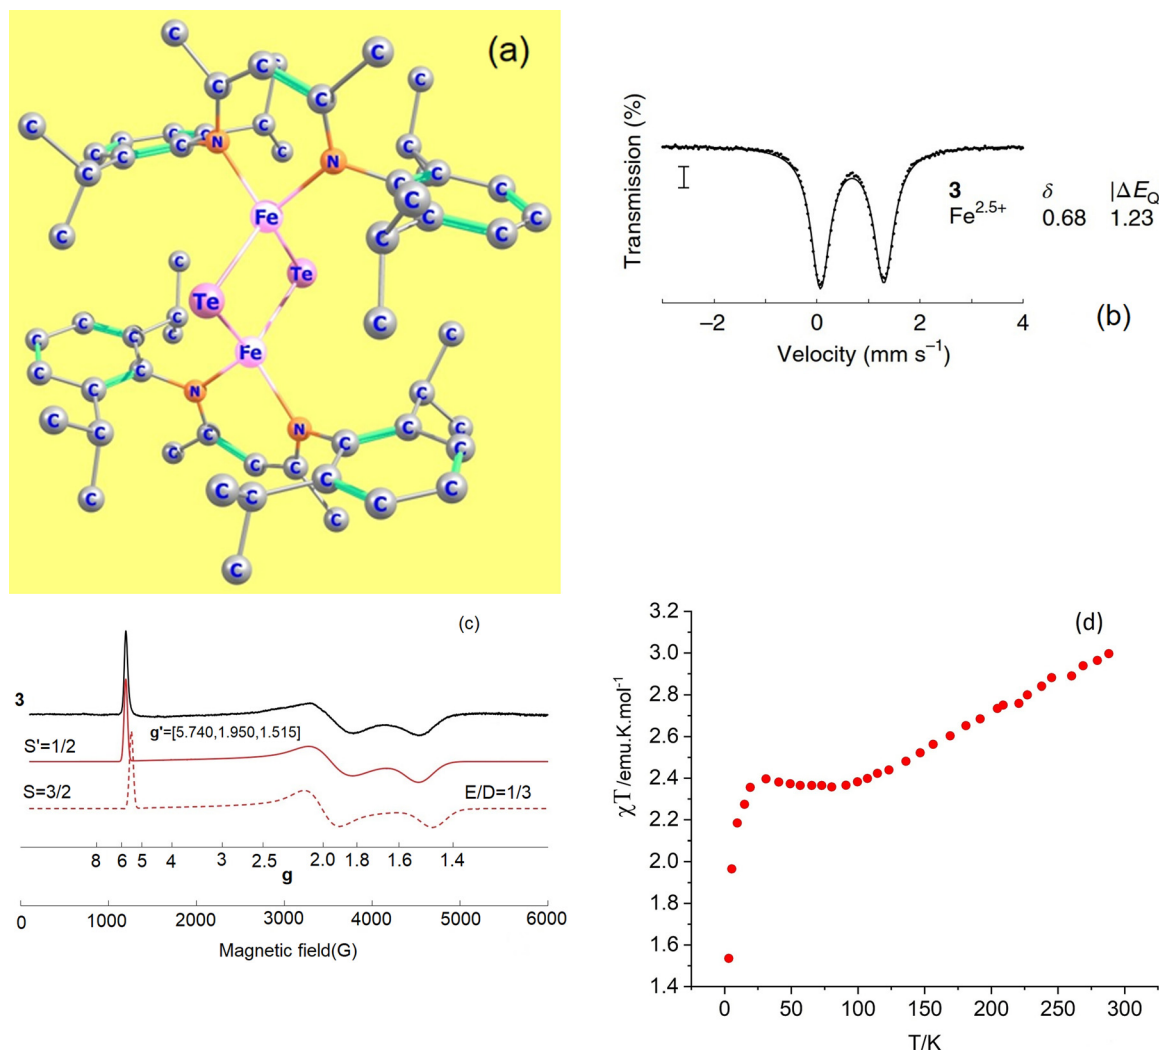 (a)
C C C C C C C C C C C C C N C C C N C C C C C C Fe C C C C
C C Te C Te C C C C C Fe C C C C C N C C C N C C C C C C C C C C C C C C C C C C
Transmission (%)
3 δ |ΔE_Q
Fe^2.5+ 0.68 1.23
−2 0 2 4
Velocity (mm s⁻¹)
(b)
(c)
3
g'=[5.740,1.950,1.515]
S'=1/2
S=3/2 E/D=1/3
8 6 5 4 3 2.5 2.0 1.8 1.6 1.4
g
0 1000 2000 3000 4000 5000 6000
Magnetic field(G)
(d)
3.2
3.0
2.8
2.6
2.4
2.2
2.0
1.8
1.6
1.4
χT/emu.K.mol⁻¹
0 50 100 150 200 250 300
T/K